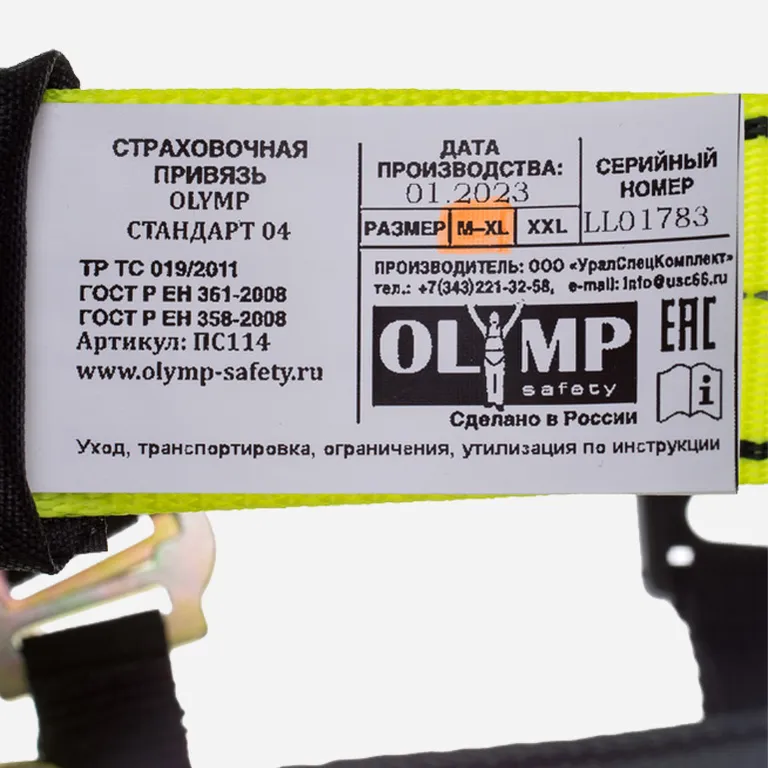 СТРАХОВОЧНАЯ
ПРИВЯЗЬ
OLYMP
СТАНДАРТ 04
ТР ТС 019/2011
ГОСТ Р ЕН 361-2008
ГОСТ Р ЕН 358-2008
Артикул: ПС114
www.olymp-safety.ru
ДАТА
ПРОИЗВОДСТВА:
01.2023
СЕРИЙНЫЙ
НОМЕР
LL01783
РАЗМЕР M–XL XXL
ПРОИЗВОДИТЕЛЬ: ООО «УралСпецКомплект»
тел.: +7(343)221-32-58, e-mail: info@usc66.ru
OLYMP
safety
EAC
i
Сделано в России
Уход, транспортировка, ограничения, утилизация по инструкции